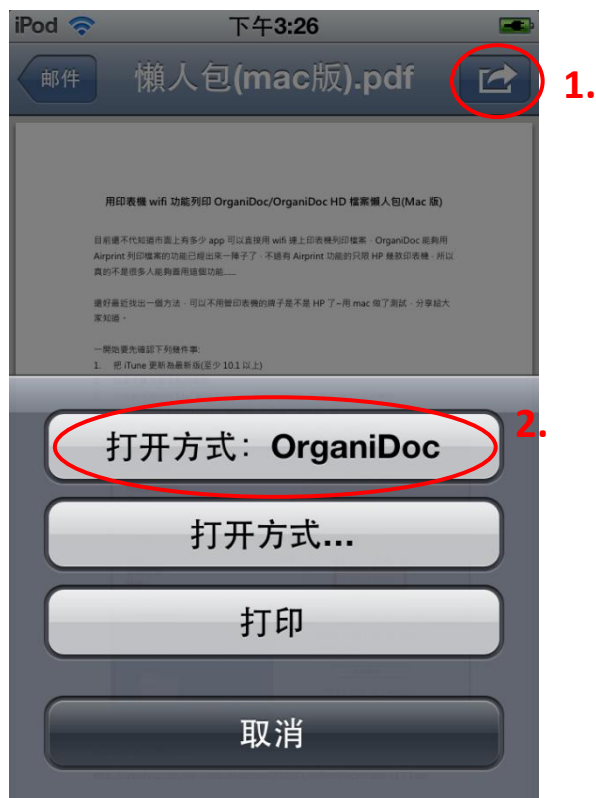 iPod 下午3:26
邮件 懒人包(mac版).pdf 1.
用印表機 wifi 功能列印 OrganiDoc/OrganiDoc HD 檔案懶人包(Mac 版)
目前還不代知道市面上有多少 app 可以直接用 wifi 連上印表機列印檔案，OrganiDoc 能夠用
Airprint 列印檔案的功能已經出來一陣子了，不過有 Airprint 功能的只限 HP 幾款印表機，所以
真的不是很多人能夠善用這個功能......
還好最近找出一個方法，可以不用管印表機的牌子是不是 HP 了~用 mac 做了測試，分享給大
家知道。
一開始要先確認下列幾件事:
1. 把 iTune 更新為最新版(至少 10.1 以上)
打开方式：OrganiDoc 2.
打开方式...
打印
取消